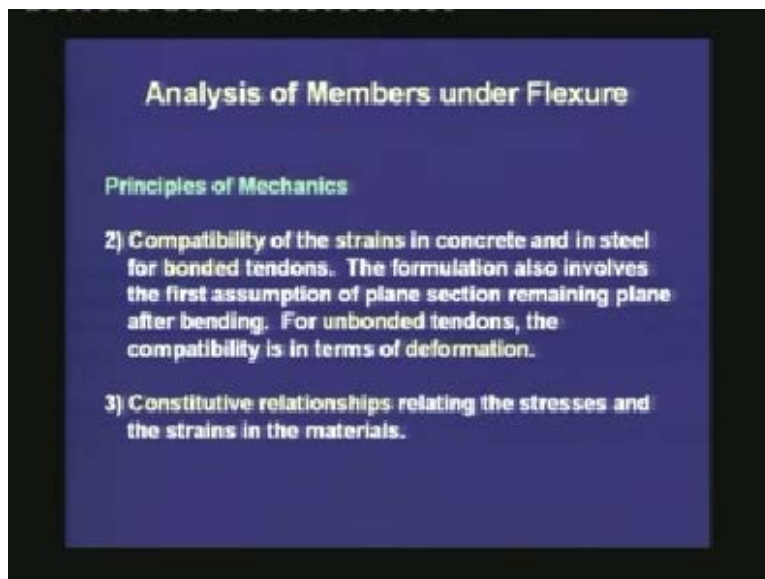 Analysis of Members under Flexure
Principles of Mechanics
2) Compatibility of the strains in concrete and in steel
for bonded tendons. The formulation also involves
the first assumption of plane section remaining plane
after bending. For unbonded tendons, the
compatibility is in terms of deformation.
3) Constitutive relationships relating the stresses and
the strains in the materials.